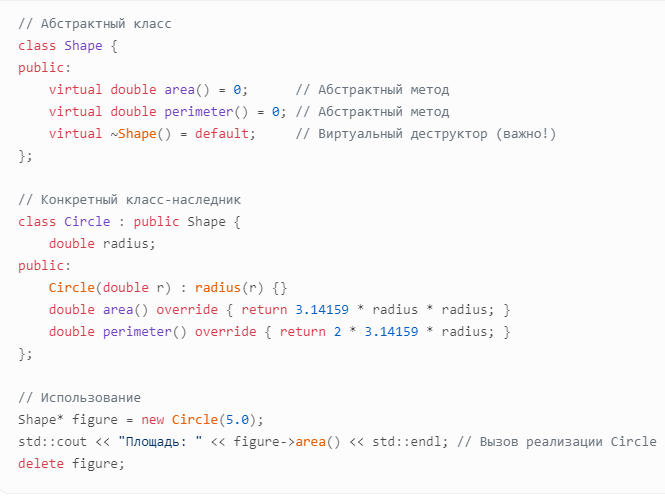 // Абстрактный класс
class Shape {
public:
    virtual double area() = 0;      // Абстрактный метод
    virtual double perimeter() = 0; // Абстрактный метод
    virtual ~Shape() = default;     // Виртуальный деструктор (важно!)
};

// Конкретный класс-наследник
class Circle : public Shape {
    double radius;
public:
    Circle(double r) : radius(r) {}
    double area() override { return 3.14159 * radius * radius; }
    double perimeter() override { return 2 * 3.14159 * radius; }
};

// Использование
Shape* figure = new Circle(5.0);
std::cout << "Площадь: " << figure->area() << std::endl; // Вызов реализации Circle
delete figure;